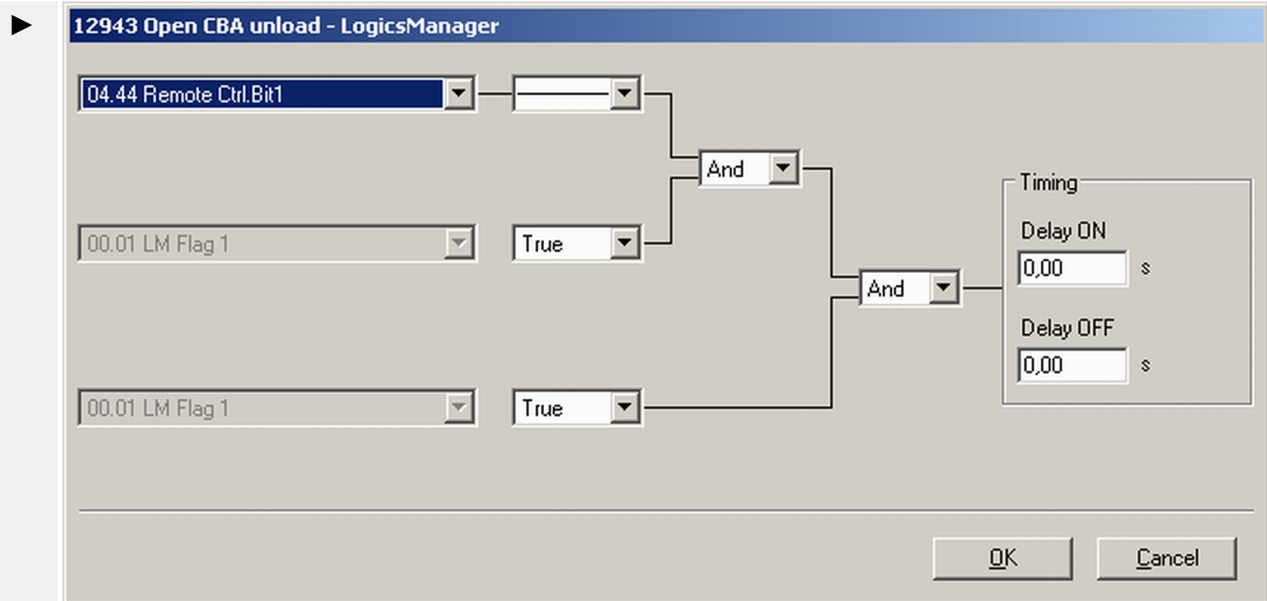 12943 Open CBA unload - LogicsManager
04.44 Remote Ctrl.Bit1
And
Timing
00.01 LM Flag 1 True
Delay ON
0,00 s
And
Delay OFF
0,00 s
00.01 LM Flag 1 True
OK Cancel